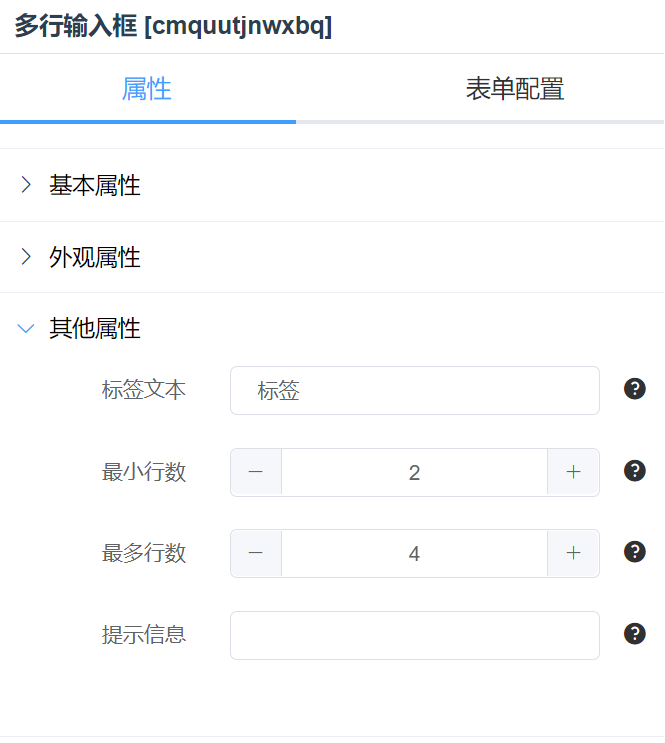 多行输入框 [cmquutjnwxbq]
属性 表单配置
基本属性
外观属性
其他属性
标签文本 标签
最小行数 2
最多行数 4
提示信息